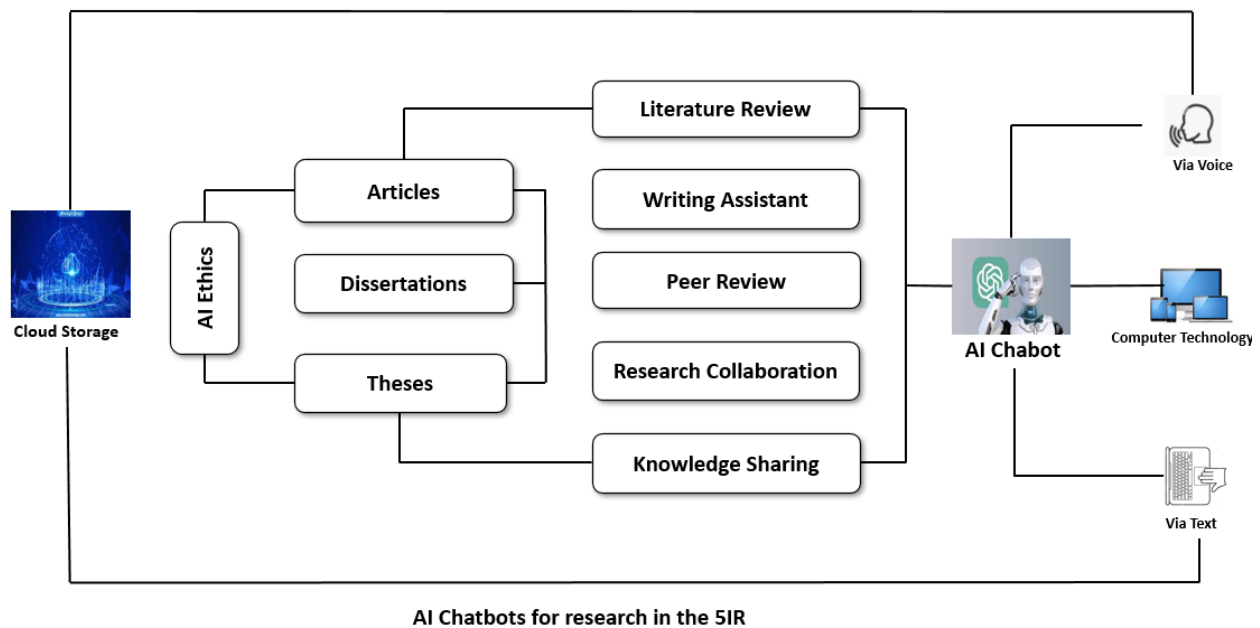 Literature Review
Via Voice
Articles
Writing Assistant
AI Ethics
Dissertations
Peer Review
Cloud Storage
AI Chabot
Computer Technology
Theses
Research Collaboration
Knowledge Sharing
Via Text
AI Chatbots for research in the 5IR